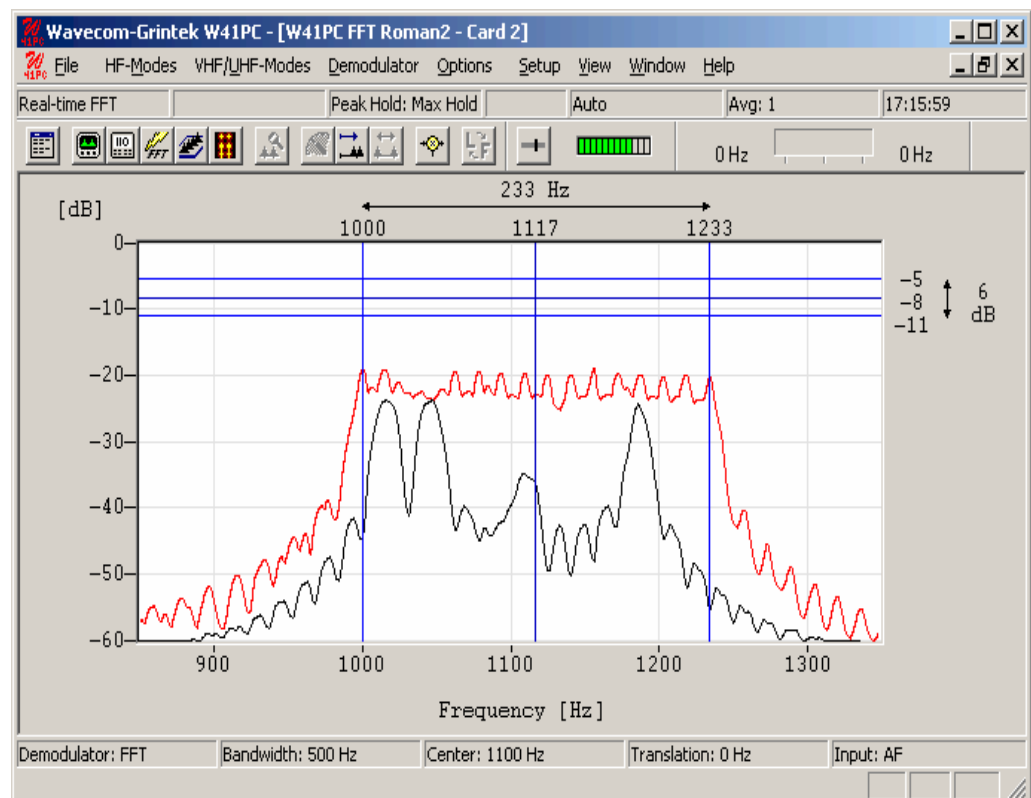 Wavecom-Grintek W41PC - [W41PC FFT Roman2 - Card 2]
File HF-Modes VHF/UHF-Modes Demodulator Options Setup View Window Help
Real-time FFT Peak Hold: Max Hold Auto Avg: 1 17:15:59
0 Hz 0 Hz
233 Hz
[dB]
1000 1117 1233
0
-5
-8
-11
6
dB
-10
-20
-30
-40
-50
-60
900 1000 1100 1200 1300
Frequency [Hz]
Demodulator: FFT Bandwidth: 500 Hz Center: 1100 Hz Translation: 0 Hz Input: AF